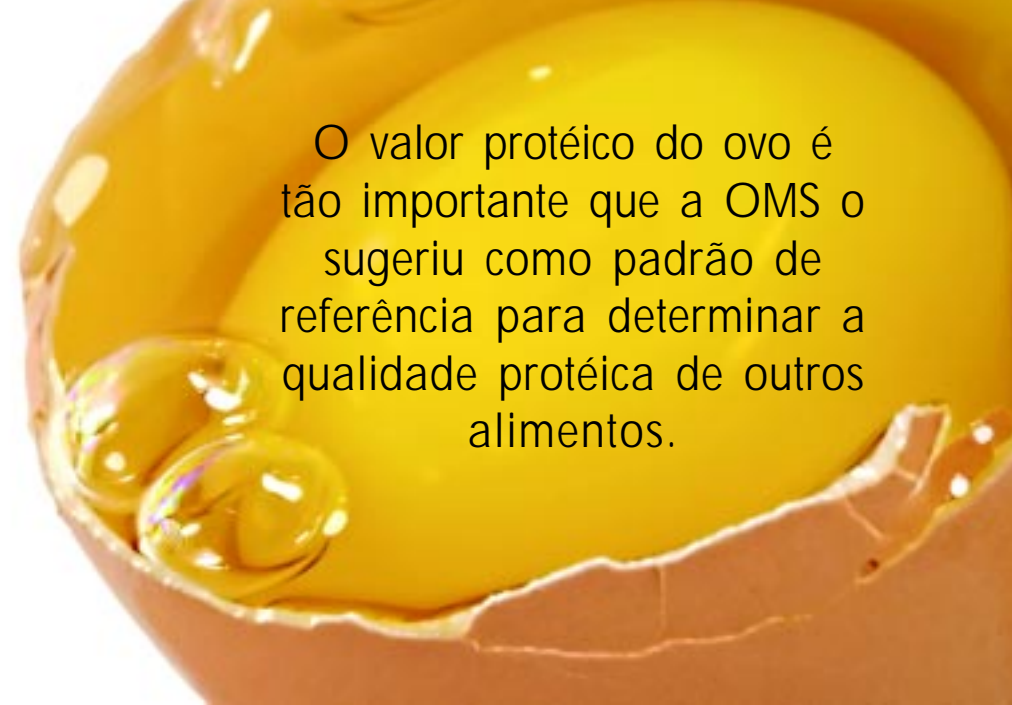 O valor protéico do ovo é
tão importante que a OMS o
sugeriu como padrão de
referência para determinar a
qualidade protéica de outros
alimentos.